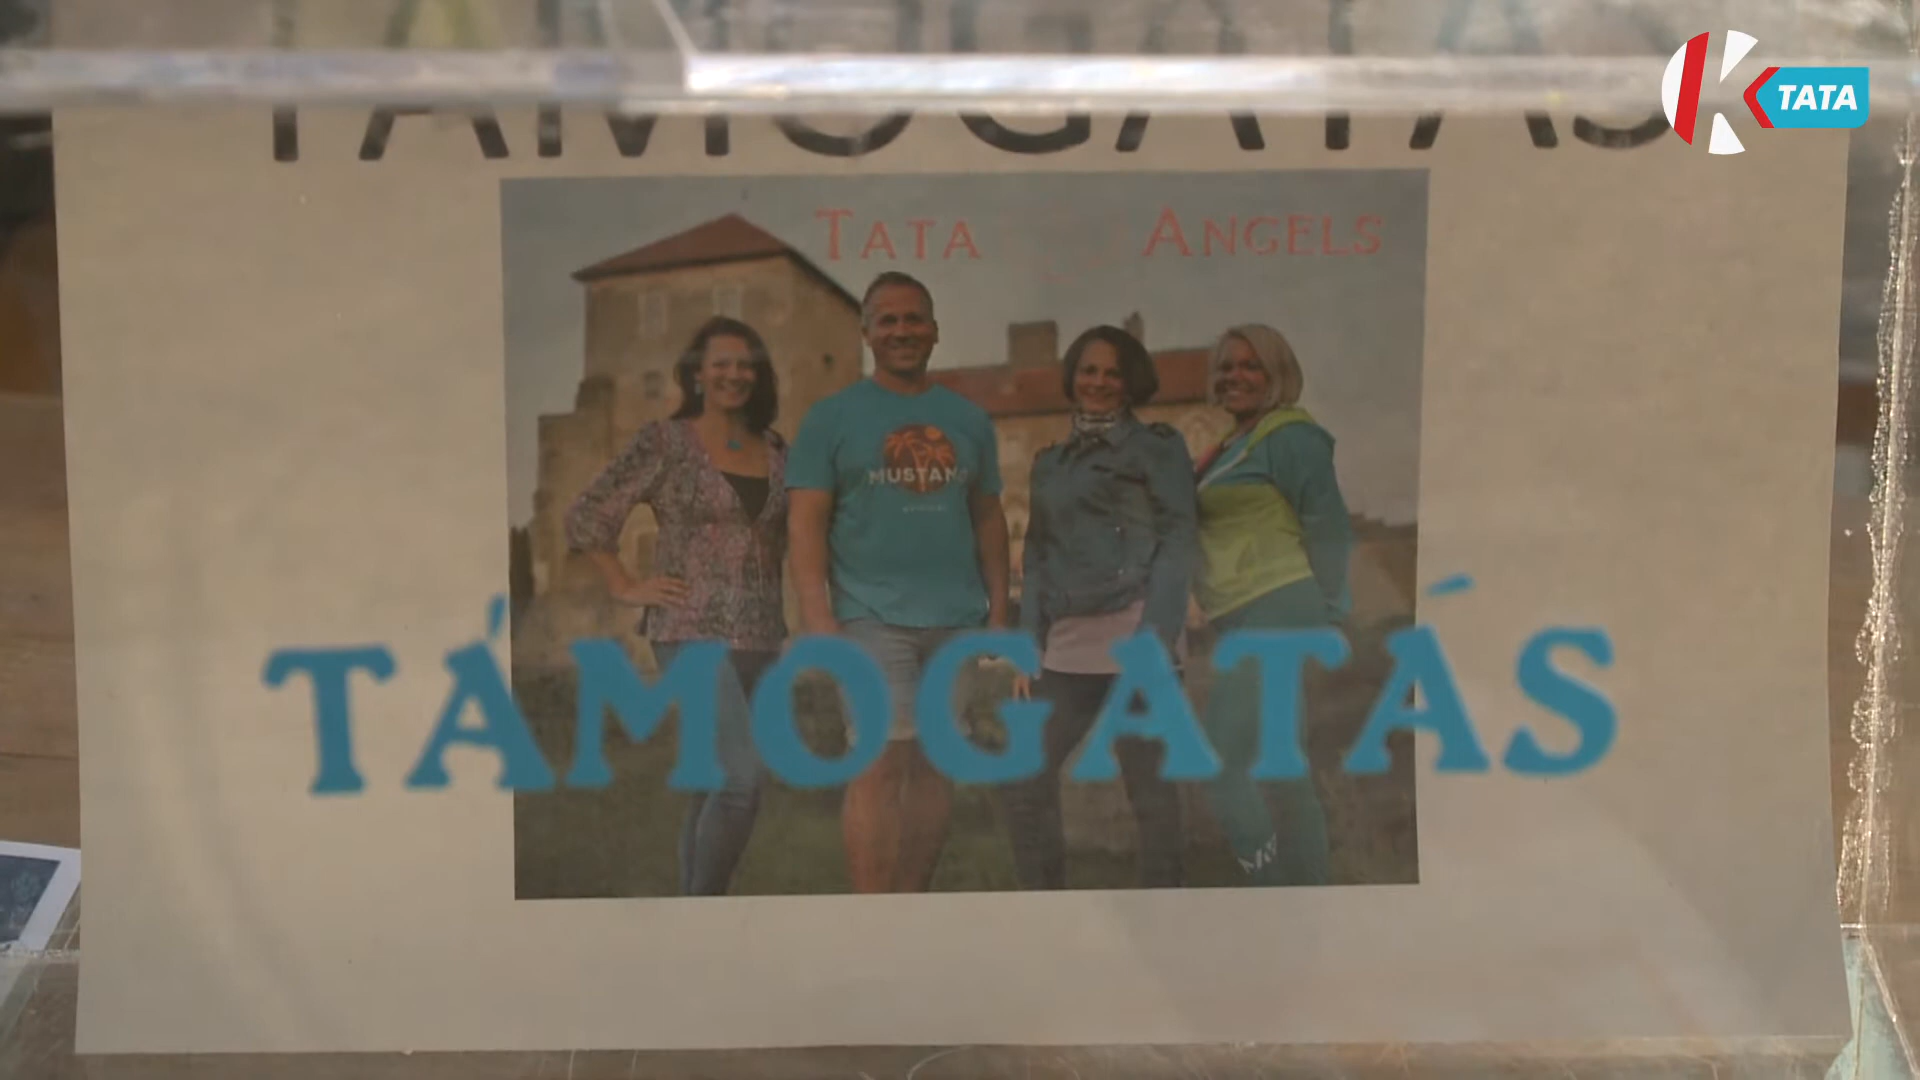 K TATA
TÁMOGATÁS
TATA ANGELS
MUSTANG
TÁMOGATÁS